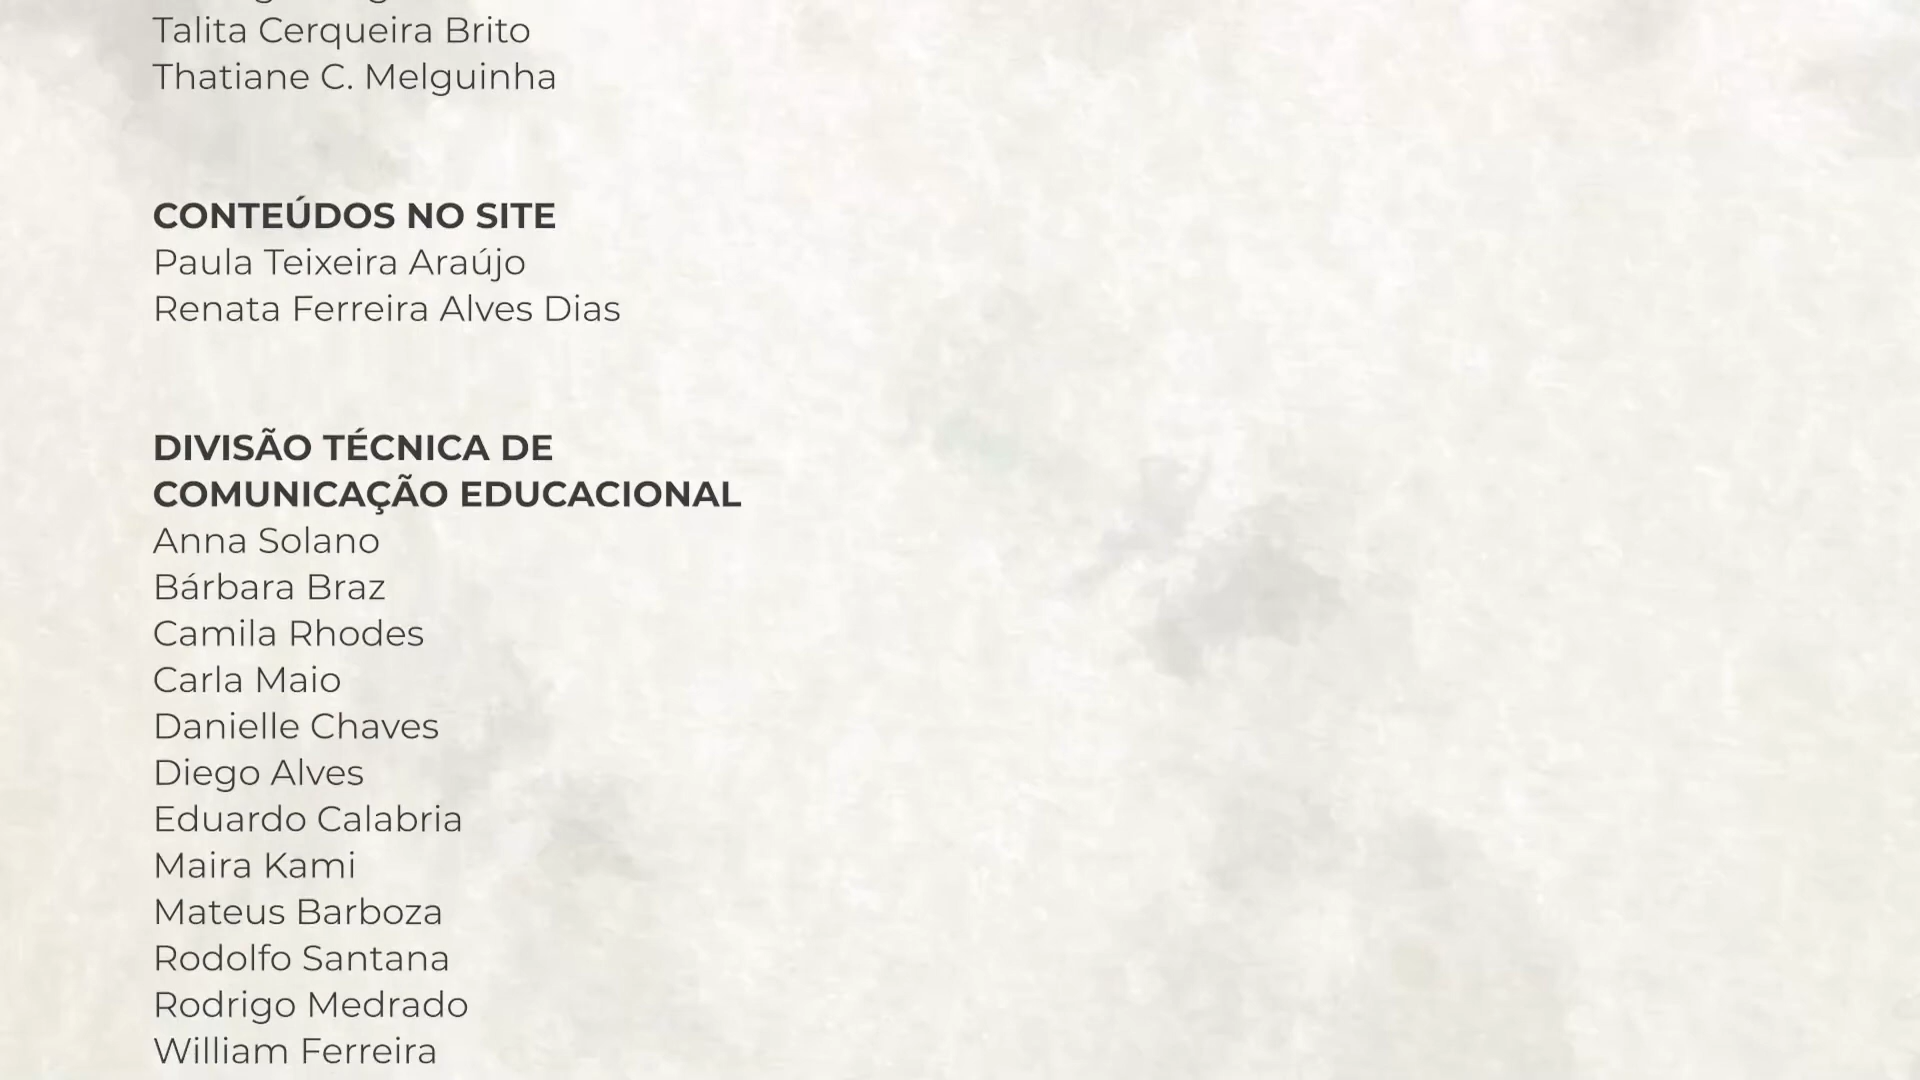 Talita Cerqueira Brito
Thatiane C. Melguinha
CONTEÚDOS NO SITE
Paula Teixeira Araújo
Renata Ferreira Alves Dias
DIVISÃO TÉCNICA DE
COMUNICAÇÃO EDUCACIONAL
Anna Solano
Bárbara Braz
Camila Rhodes
Carla Maio
Danielle Chaves
Diego Alves
Eduardo Calabria
Maira Kami
Mateus Barboza
Rodolfo Santana
Rodrigo Medrado
William Ferreira